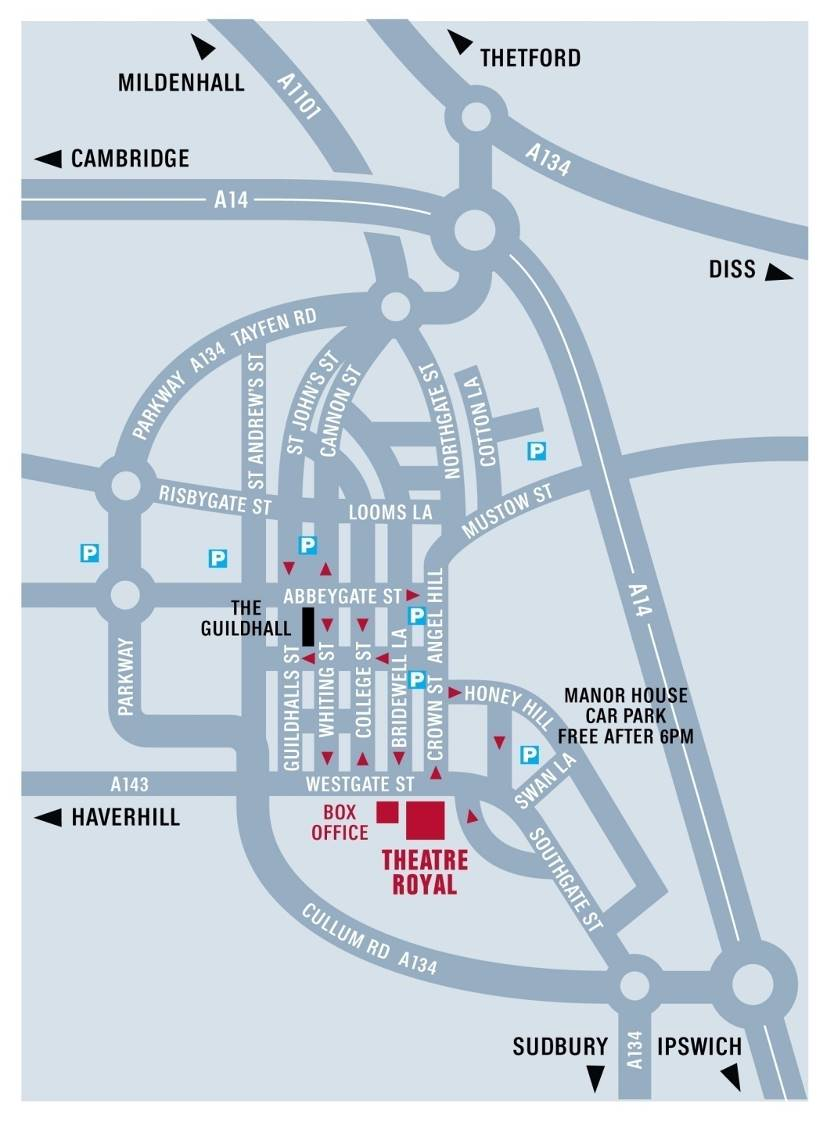 THETFORD
MILDENHALL
A1101
CAMBRIDGE
A134
A14
DISS
PARKWAY A134 TAYFEN RD
ST ANDREW'S ST
ST JOHN'S ST
CANNON ST
NORTHGATE ST
COTTON LA
P
RISBYGATE ST
LOOMS LA
MUSTOW ST
P
P
P
ABBEYGATE ST
ANGEL HILL
A14
THE
GUILDHALL
P
PARKWAY
GUILDHALLS ST
WHITING ST
COLLEGE ST
BRIDEWELL LA
CROWN ST
P
HONEY HILL
MANOR HOUSE
CAR PARK
FREE AFTER 6PM
P
SWAN LA
A143
WESTGATE ST
HAVERHILL
BOX
OFFICE
THEATRE
ROYAL
SOUTHGATE ST
CULLUM RD A134
SUDBURY
A134
IPSWICH